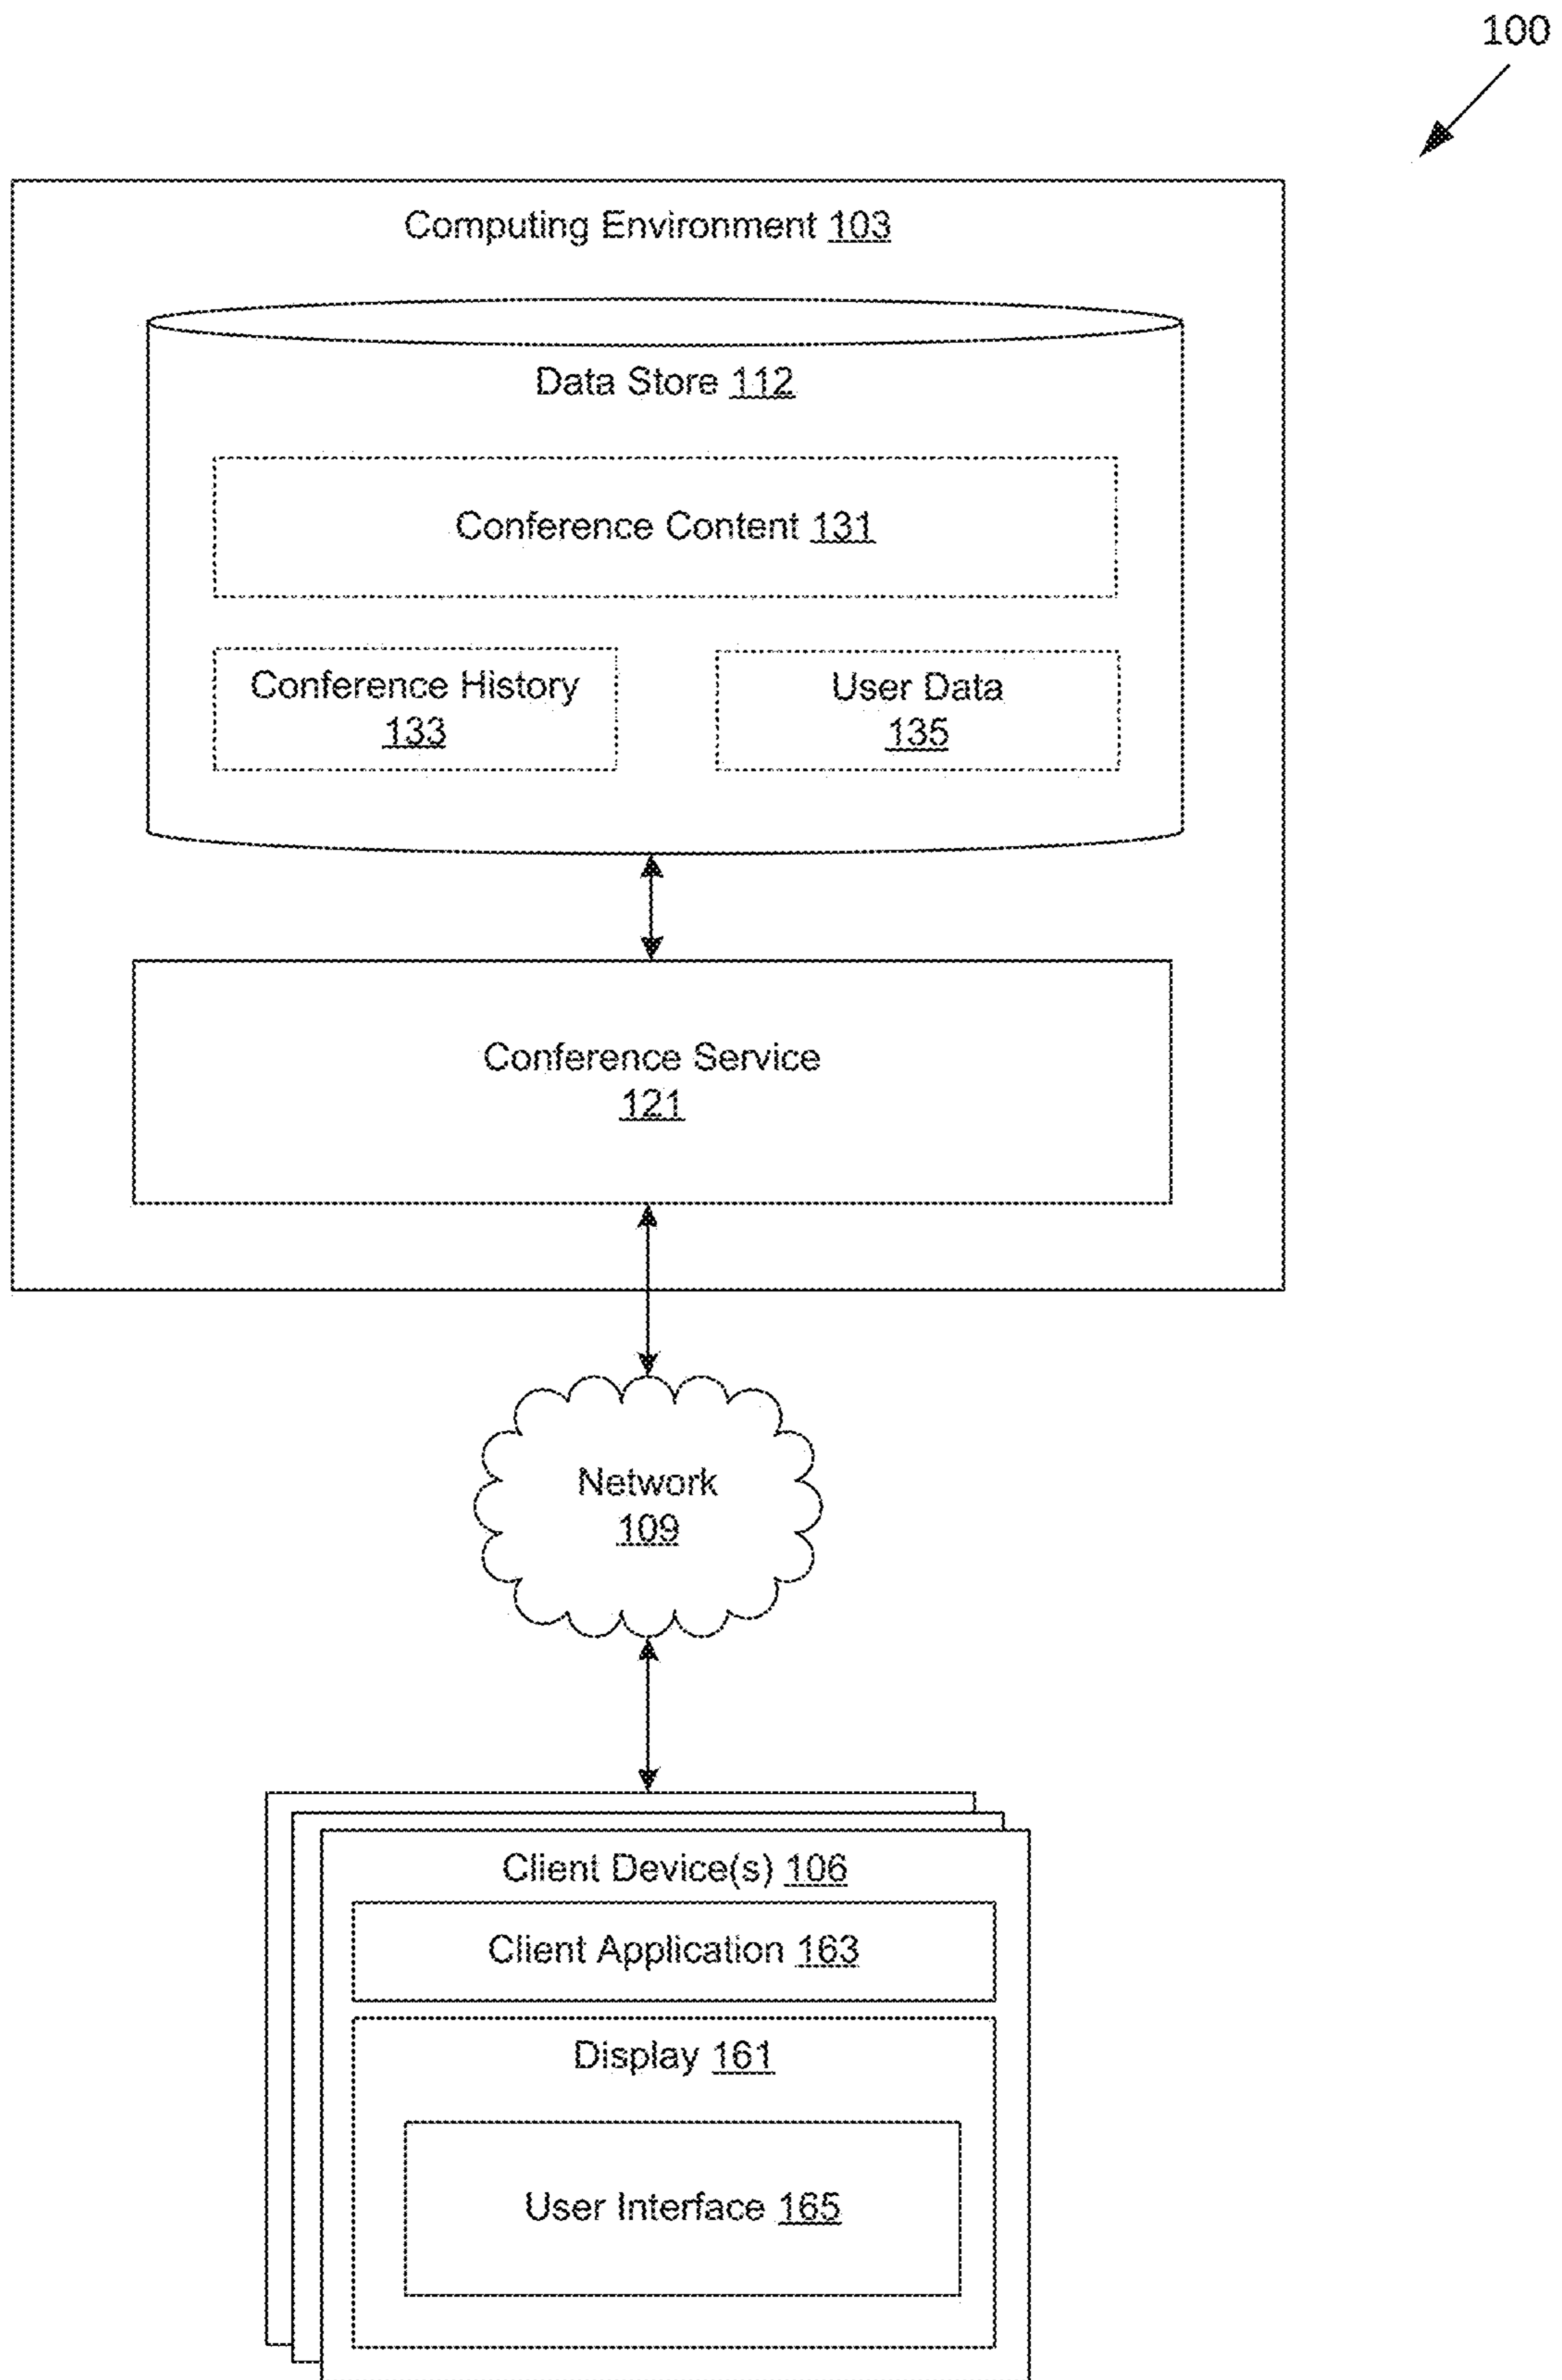 100
Computing Environment 103
Data Store 112
Conference Content 131
Conference History
133
User Data
135
Conference Service
121
Network
109
Client Device(s) 106
Client Application 163
Display 161
User Interface 165